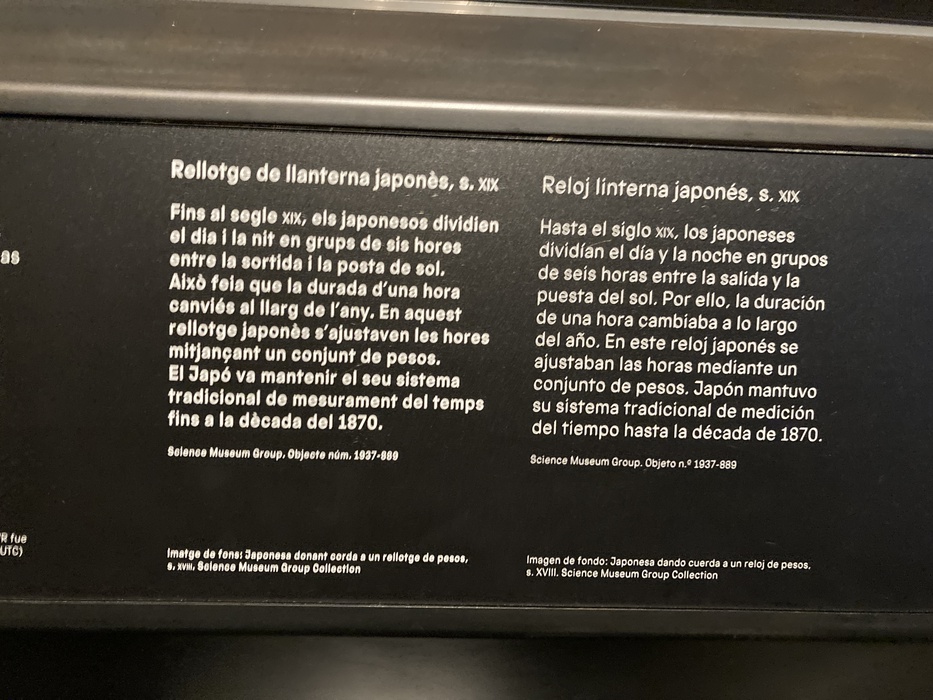 as
R fue
UTC)
Rellotge de llanterna japonès, s. XIX
Fins al segle XIX, els japonesos dividien
el dia i la nit en grups de sis hores
entre la sortida i la posta de sol.
Això feia que la durada d'una hora
canviés al llarg de l'any. En aquest
rellotge japonès s'ajustaven les hores
mitjançant un conjunt de pesos.
El Japó va mantenir el seu sistema
tradicional de mesurament del temps
fins a la dècada del 1870.
Science Museum Group. Objecte núm. 1937-889
Imatge de fons: Japonesa donant corda a un rellotge de pesos,
s. XVIII. Science Museum Group Collection
Reloj linterna japonés, s. XIX
Hasta el siglo XIX, los japoneses
dividían el día y la noche en grupos
de seis horas entre la salida y la
puesta del sol. Por ello, la duración
de una hora cambiaba a lo largo
del año. En este reloj japonés se
ajustaban las horas mediante un
conjunto de pesos. Japón mantuvo
su sistema tradicional de medición
del tiempo hasta la década de 1870.
Science Museum Group. Objeto n.º 1937-889
Imagen de fondo: Japonesa dando cuerda a un reloj de pesos,
s. XVIII. Science Museum Group Collection